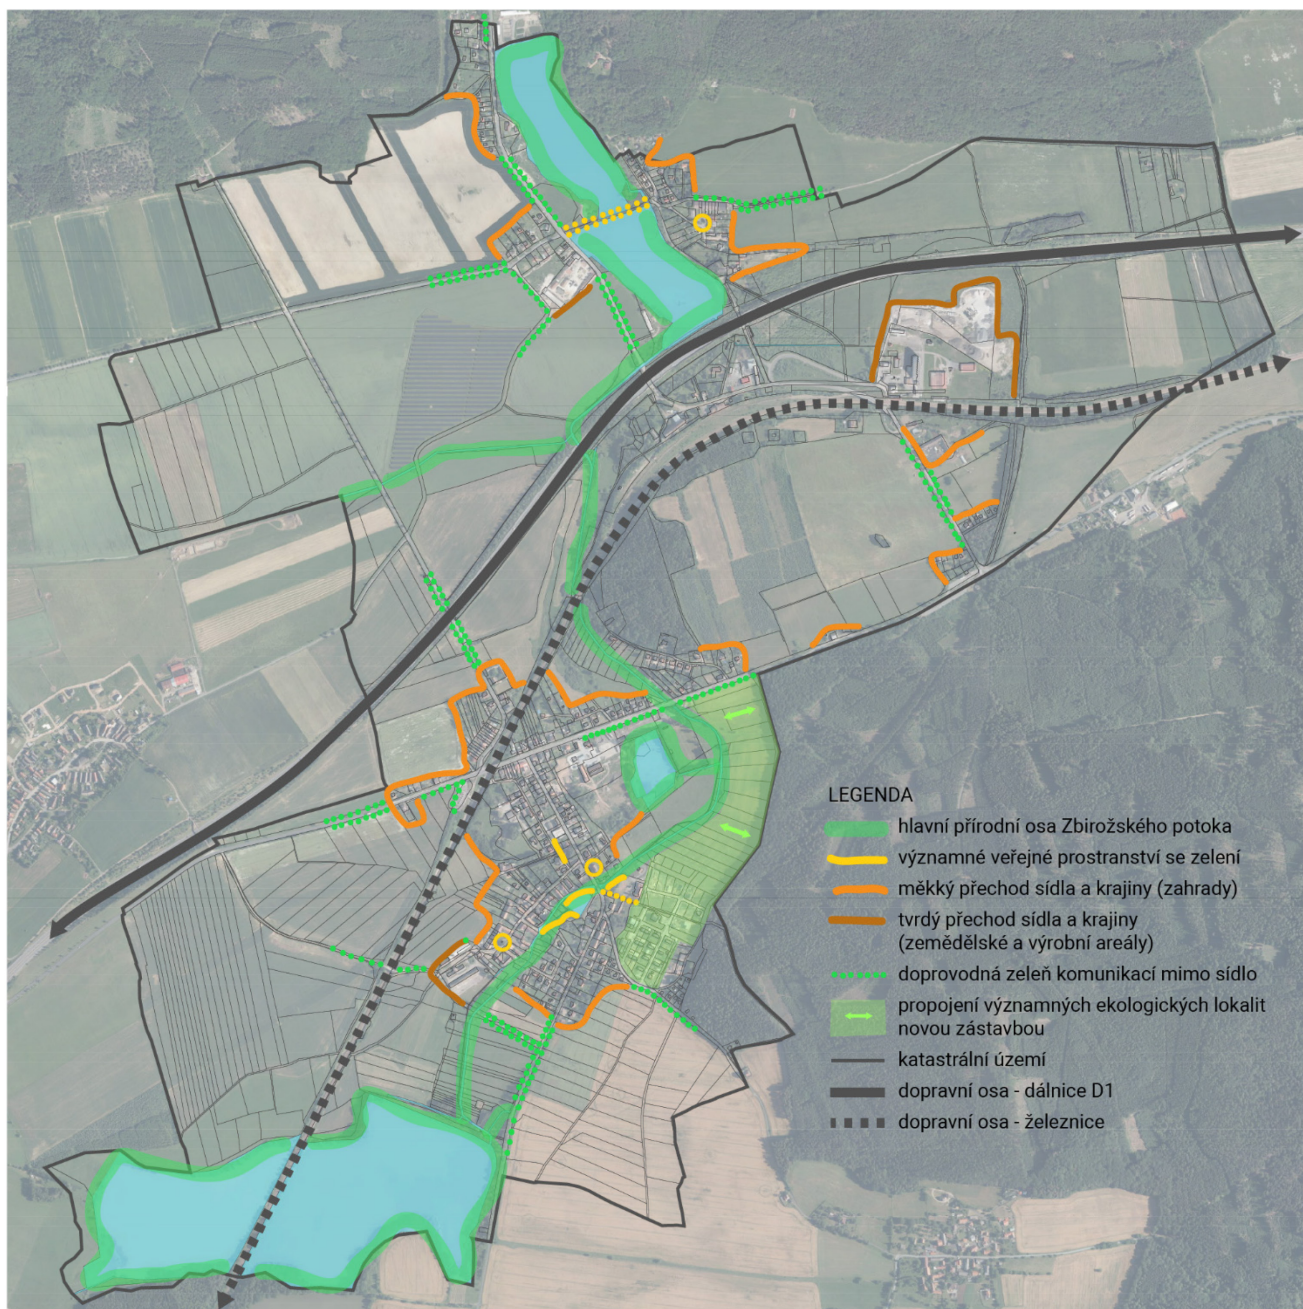 LEGENDA
hlavní přírodní osa Zbirožského potoka
významné veřejné prostranství se zelení
měkký přechod sídla a krajiny (zahrady)
tvrdý přechod sídla a krajiny
(zemědělské a výrobní areály)
doprovodná zeleň komunikací mimo sídlo
propojení významných ekologických lokalit
novou zástavbou
katastrální území
dopravní osa - dálnice D1
dopravní osa - železnice